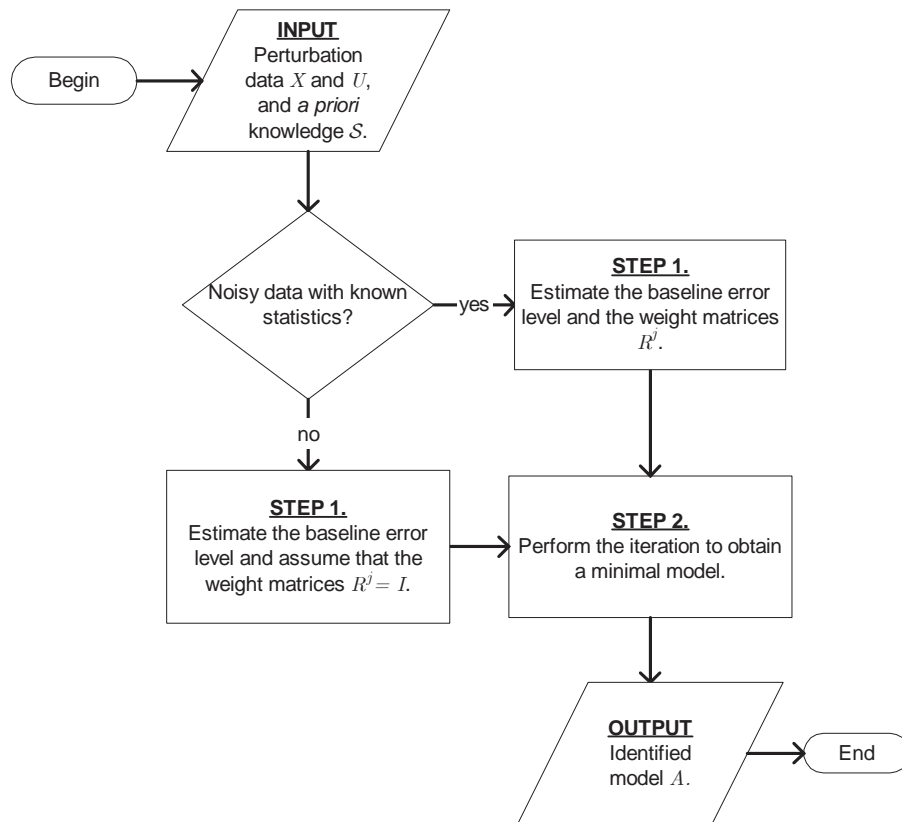 INPUT
Perturbation
data X and U,
and a priori
knowledge S.
Begin
Noisy data with known
statistics?
yes
STEP 1.
Estimate the baseline error
level and the weight matrices
R^j.
no
STEP 1.
Estimate the baseline error
level and assume that the
weight matrices R^j = I.
STEP 2.
Perform the iteration to obtain
a minimal model.
OUTPUT
Identified
model A.
End